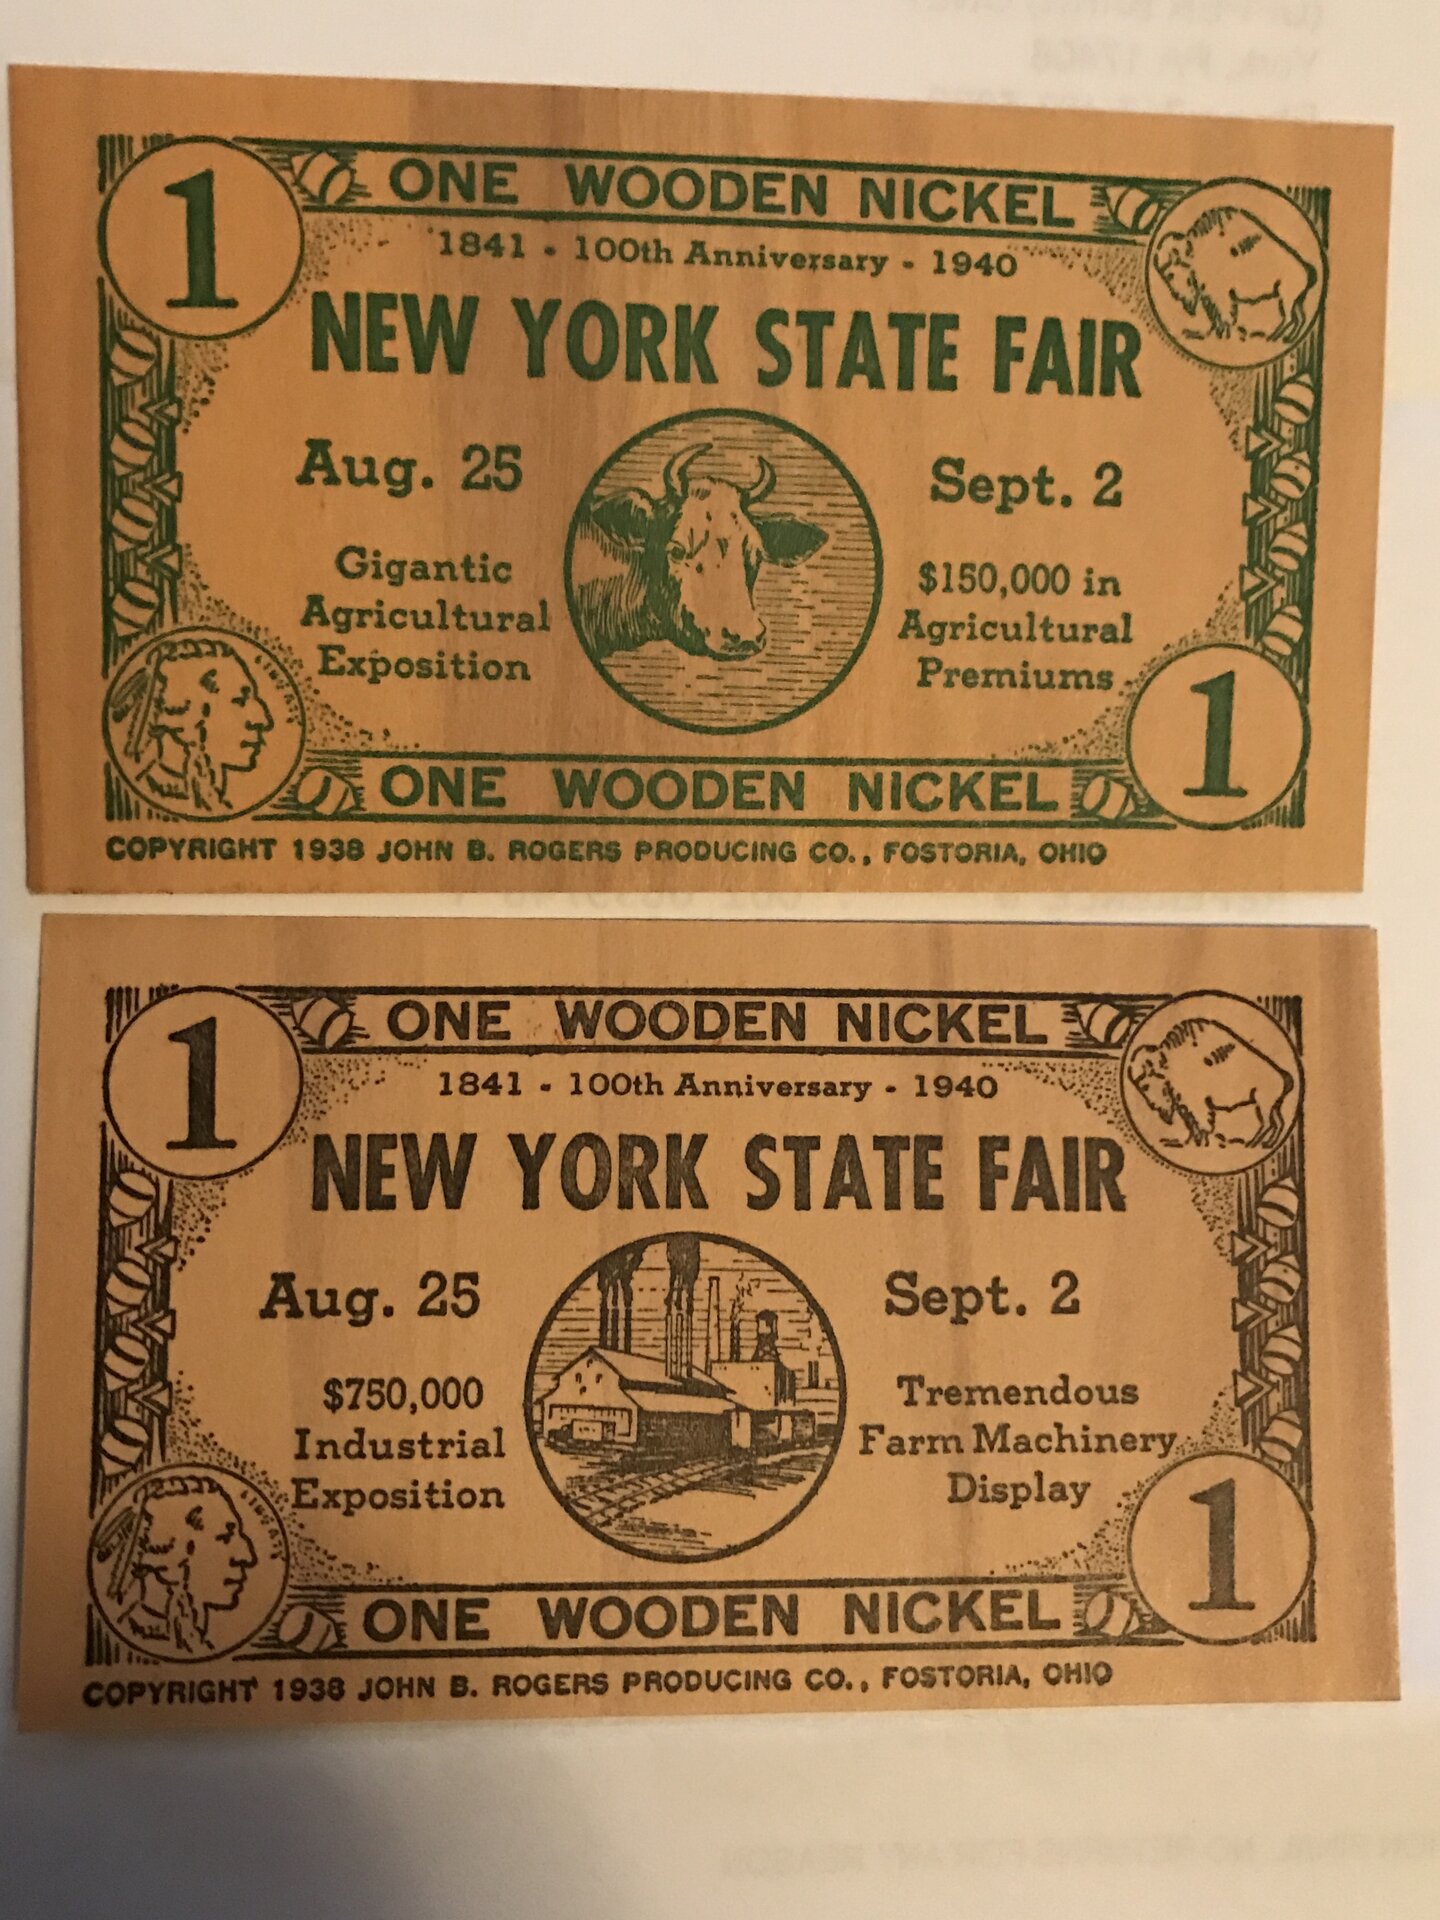 1
ONE WOODEN NICKEL
1841 - 100th Anniversary - 1940
NEW YORK STATE FAIR
Aug. 25
Sept. 2
Gigantic
Agricultural
Exposition
$150,000 in
Agricultural
Premiums
1
ONE WOODEN NICKEL
COPYRIGHT 1938 JOHN B. ROGERS PRODUCING CO., FOSTORIA, OHIO
1
ONE WOODEN NICKEL
1841 - 100th Anniversary - 1940
NEW YORK STATE FAIR
Aug. 25
Sept. 2
$750,000
Industrial
Exposition
Tremendous
Farm Machinery
Display
1
ONE WOODEN NICKEL
COPYRIGHT 1938 JOHN B. ROGERS PRODUCING CO., FOSTORIA, OHIO